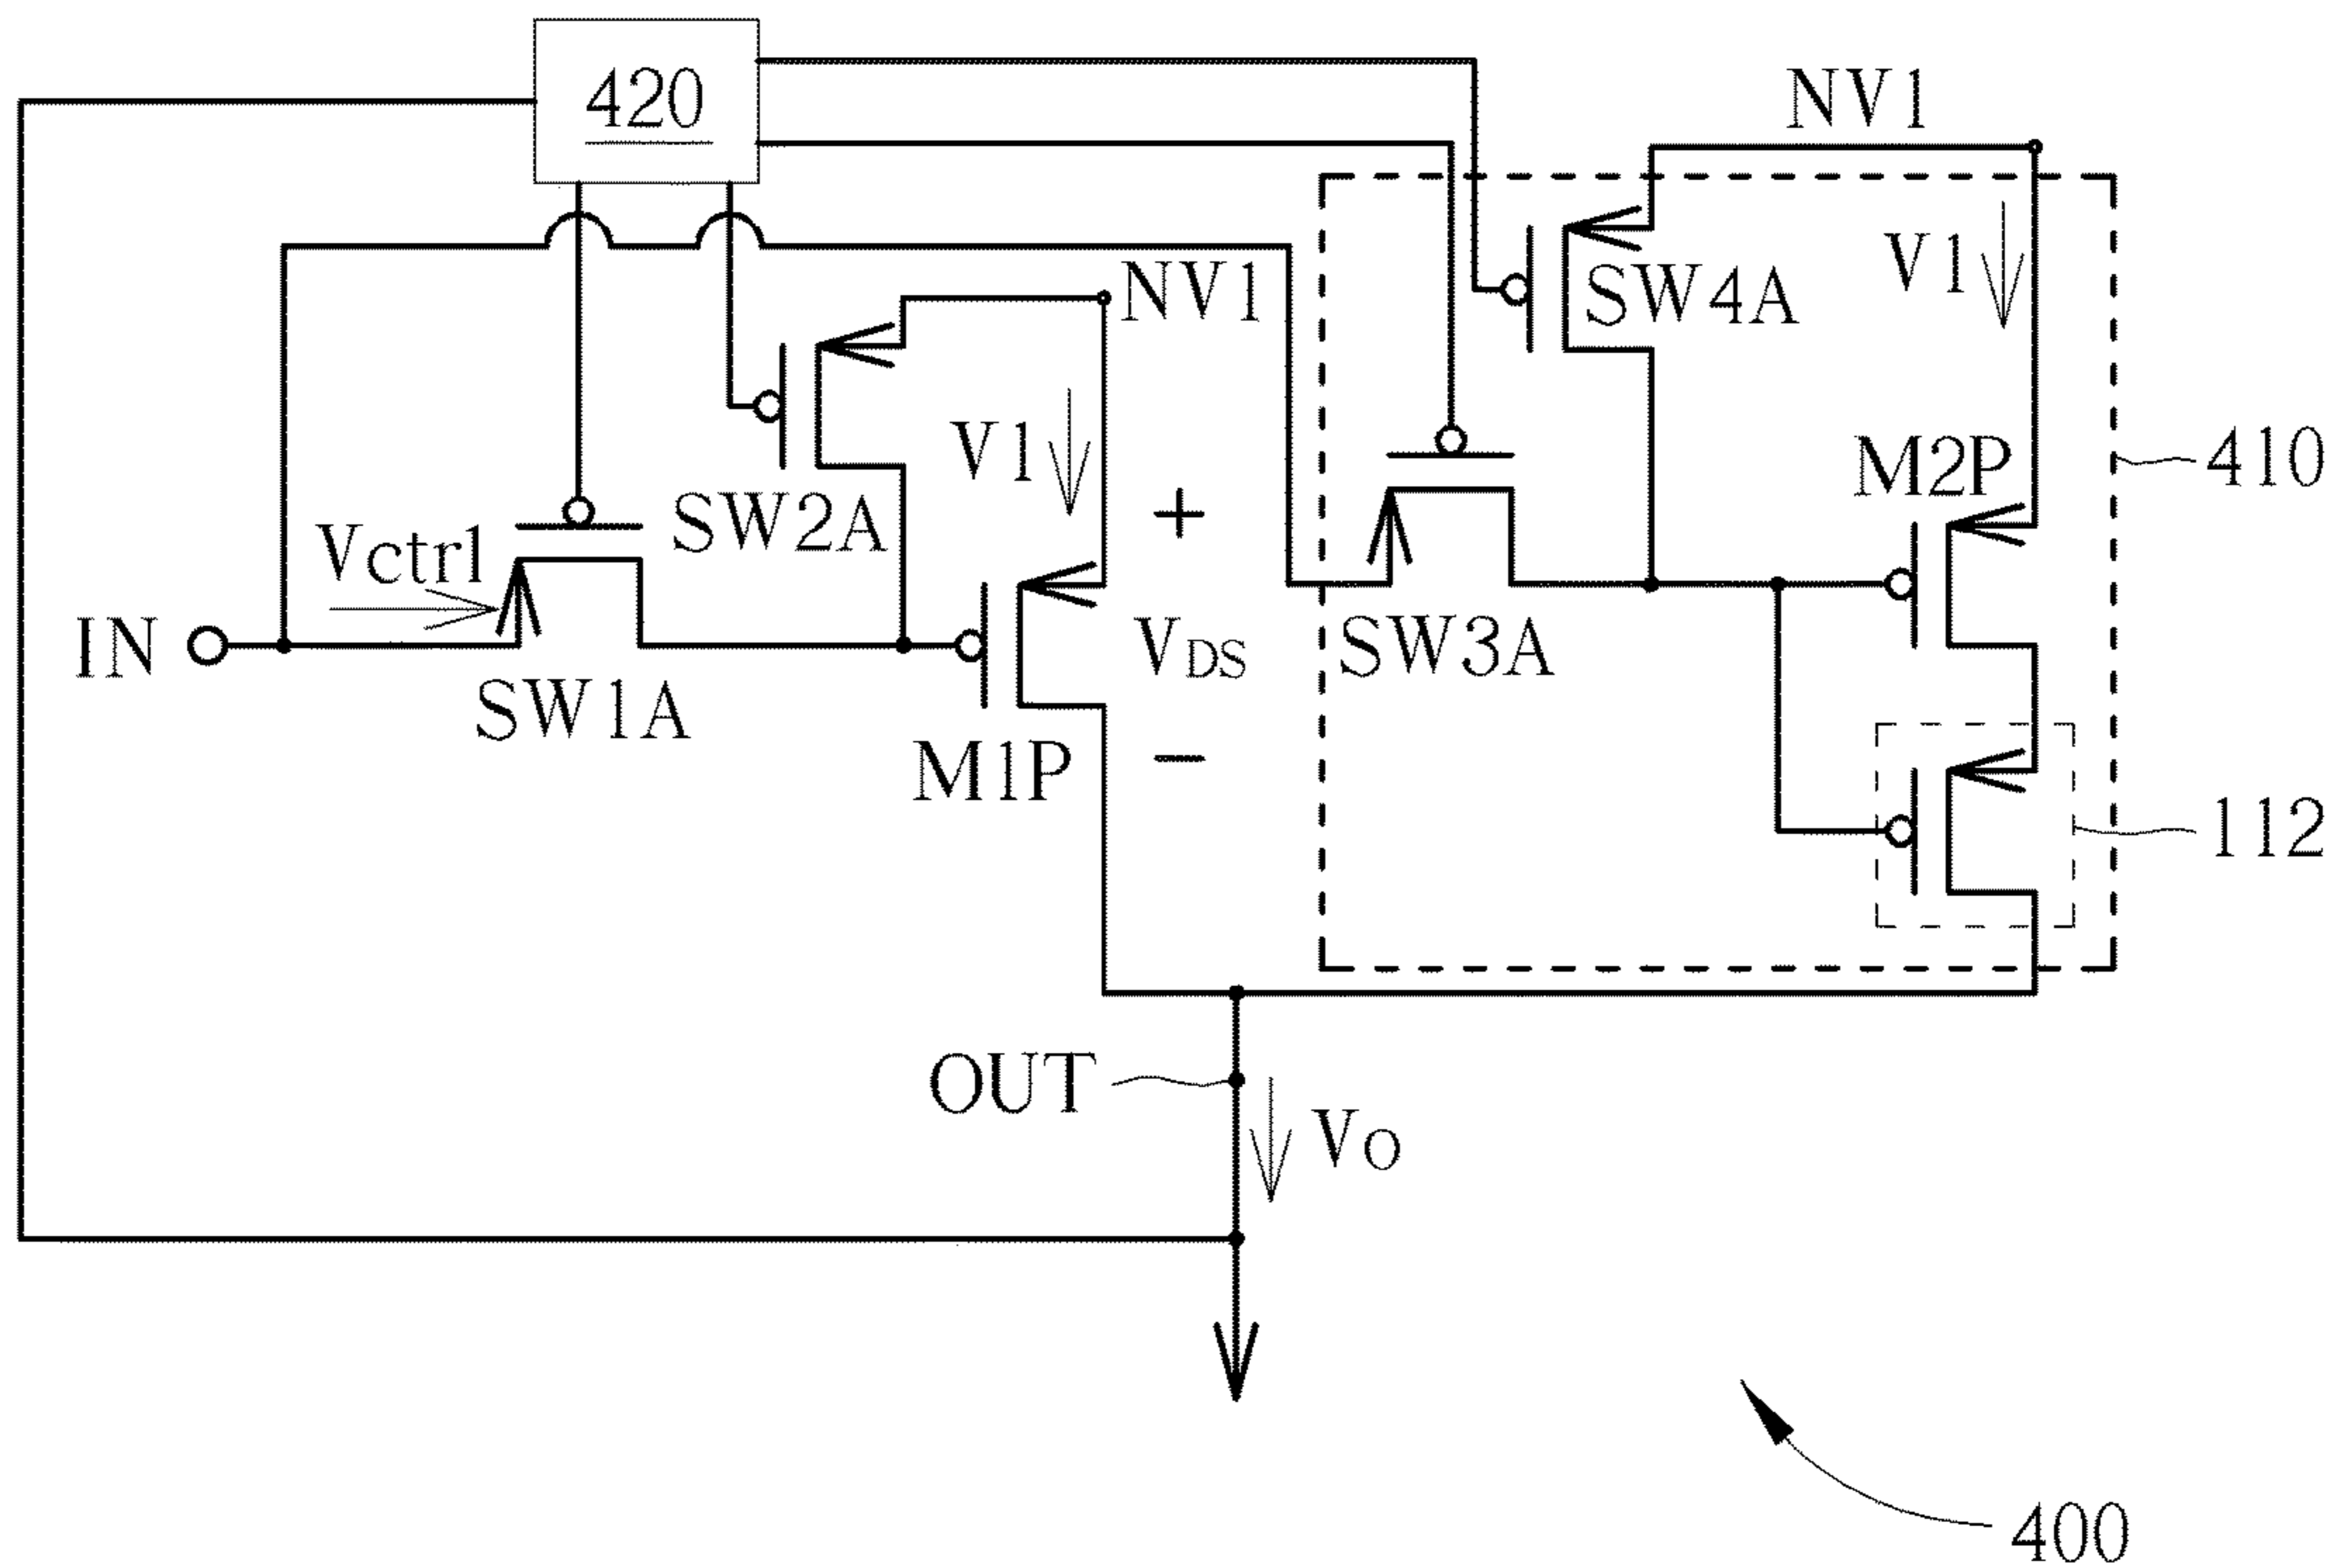 420
NV1
V1
SW4A
NV1
M2P
410
V1
SW2A
Vctrl
IN
VDS
SW3A
SW1A
M1P
112
OUT
VO
400